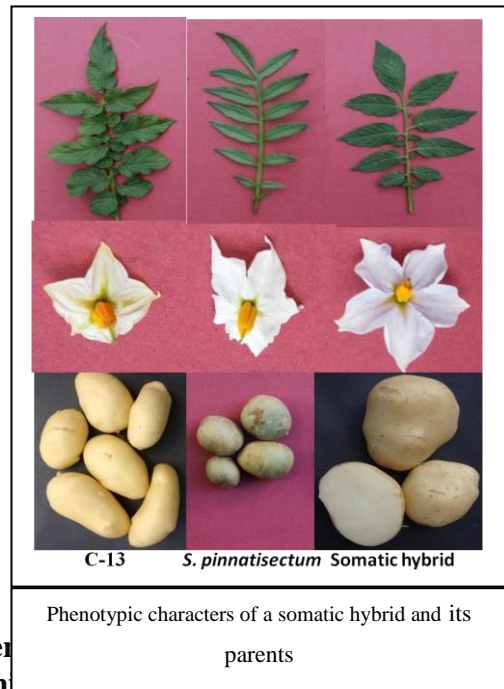 C-13 S. pinnatisectum Somatic hybrid
Phenotypic characters of a somatic hybrid and its
parents